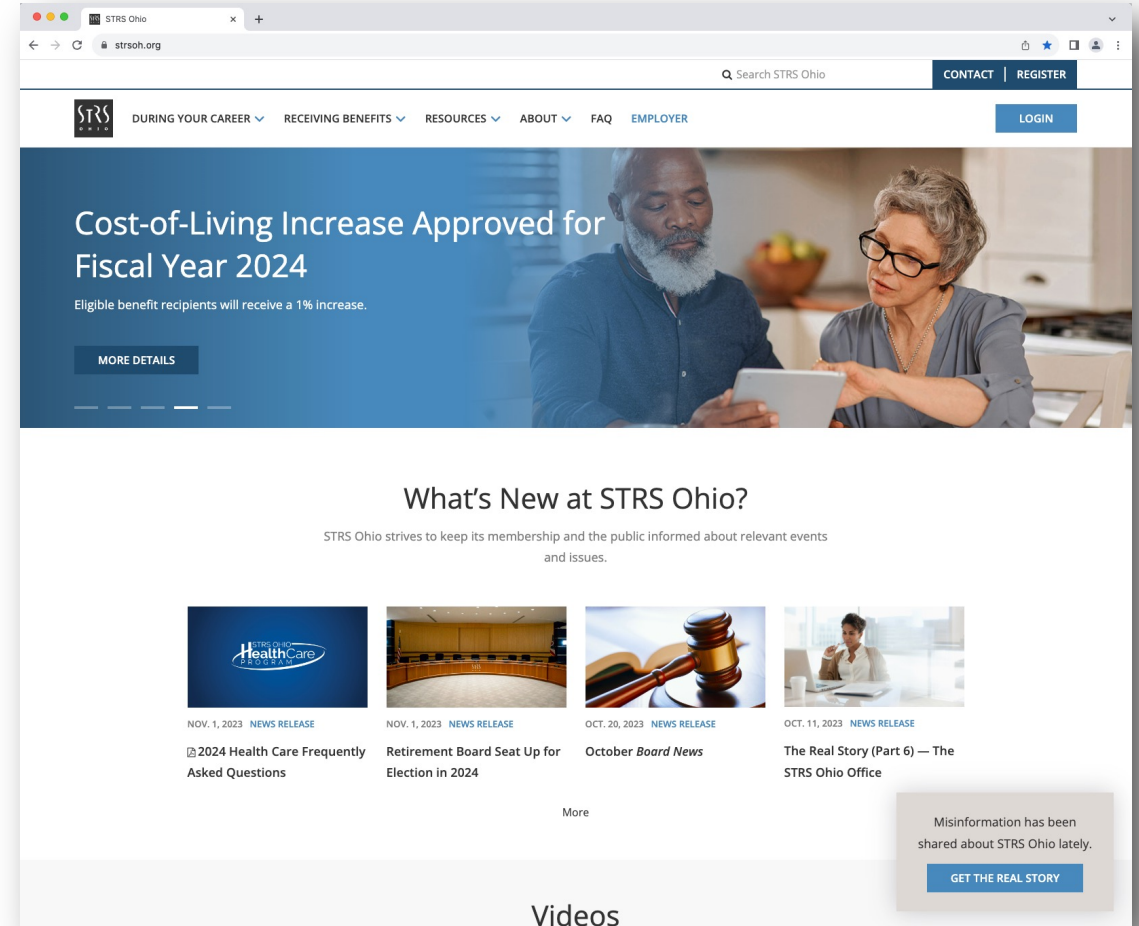 STRS Ohio
strsoh.org
Search STRS Ohio
CONTACT | REGISTER
STRS
OHIO
DURING YOUR CAREER
RECEIVING BENEFITS
RESOURCES
ABOUT
FAQ
EMPLOYER
LOGIN
Cost-of-Living Increase Approved for
Fiscal Year 2024
Eligible benefit recipients will receive a 1% increase.
MORE DETAILS
What's New at STRS Ohio?
STRS Ohio strives to keep its membership and the public informed about relevant events
and issues.
STRS OHIO
HealthCare
PROGRAM
NOV. 1, 2023 NEWS RELEASE
2024 Health Care Frequently
Asked Questions
NOV. 1, 2023 NEWS RELEASE
Retirement Board Seat Up for
Election in 2024
OCT. 20, 2023 NEWS RELEASE
October Board News
OCT. 11, 2023 NEWS RELEASE
The Real Story (Part 6) — The
STRS Ohio Office
More
Misinformation has been
shared about STRS Ohio lately.
GET THE REAL STORY
Videos